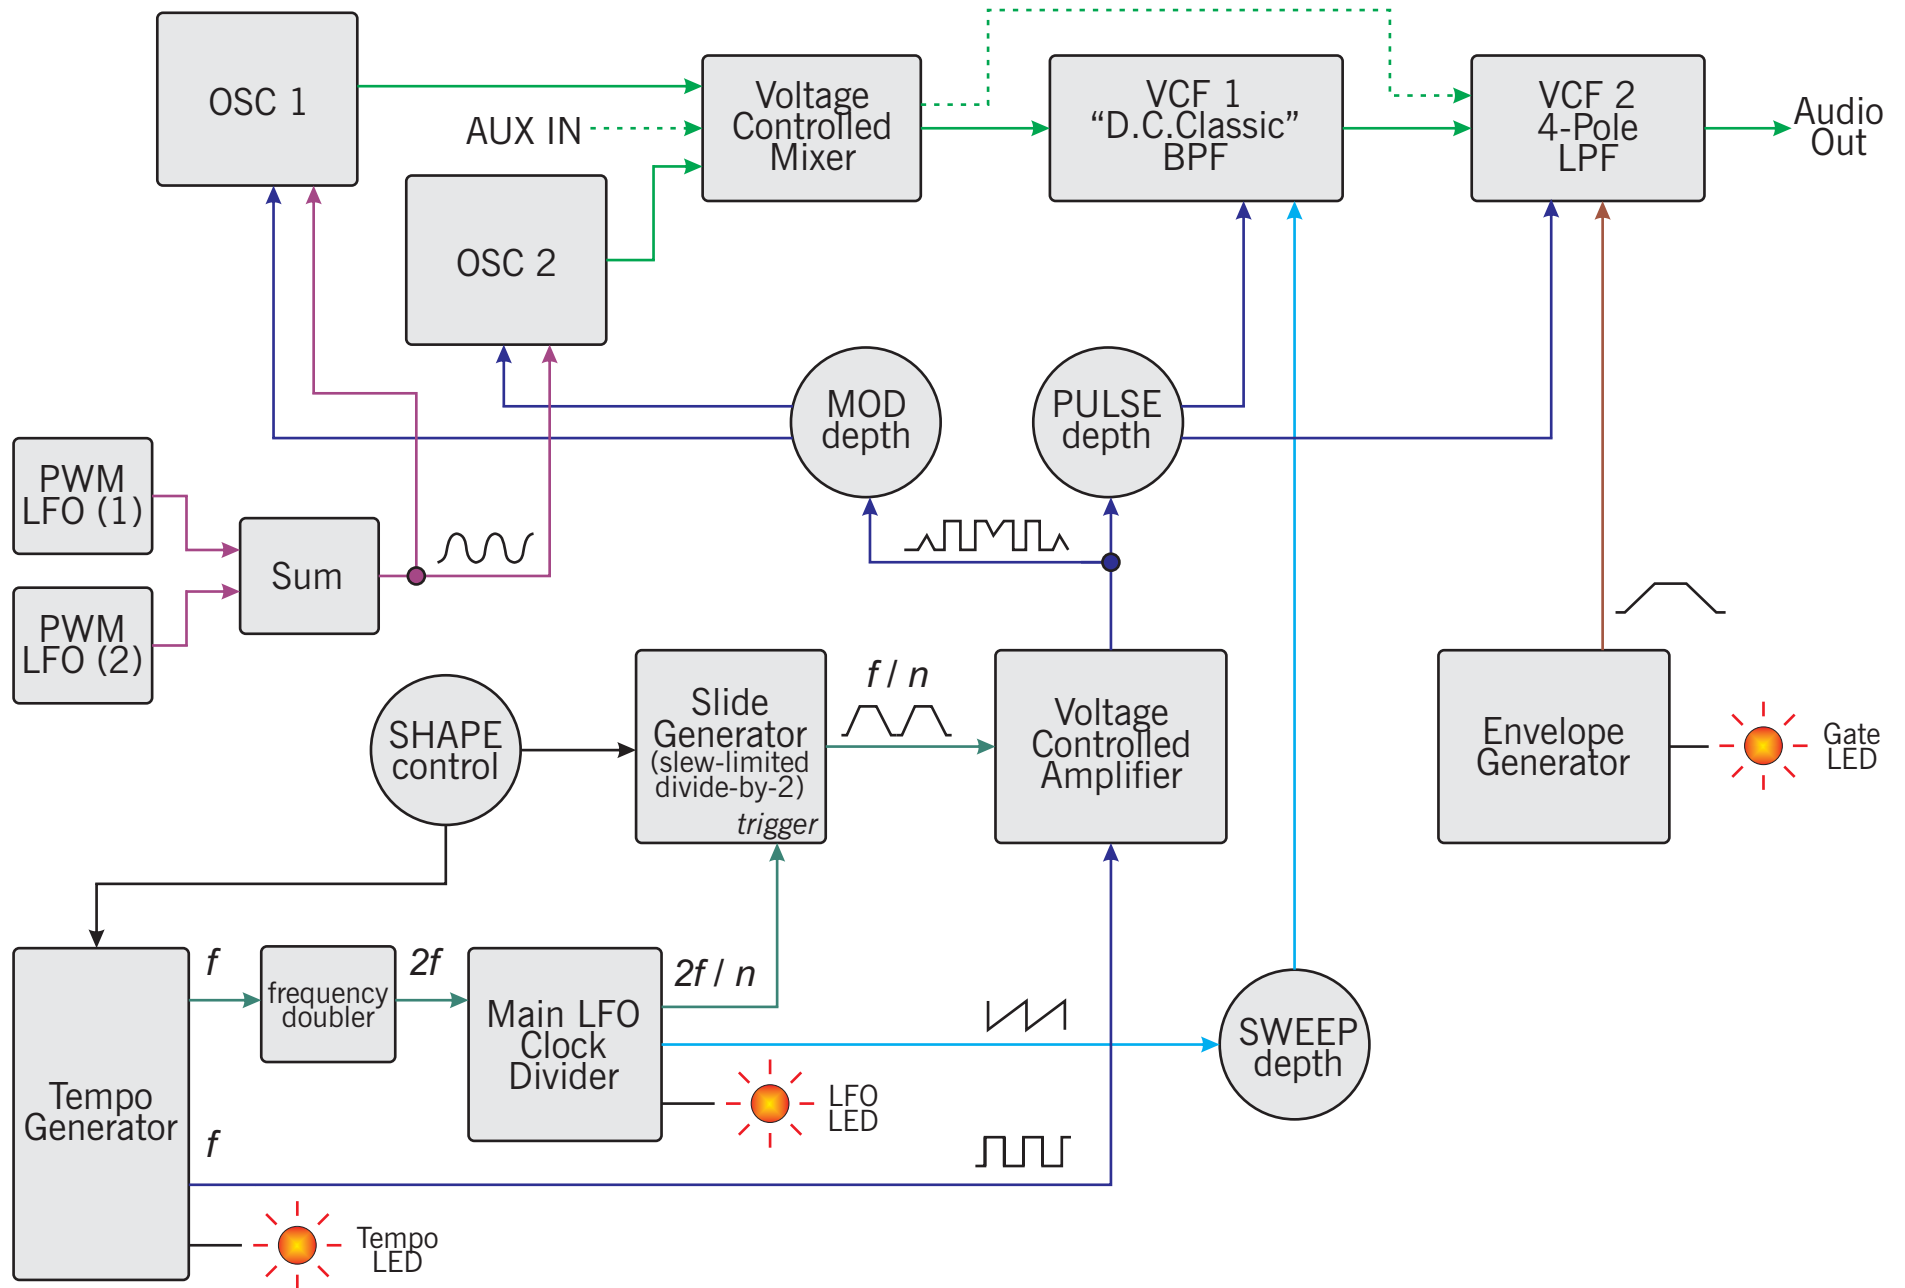 OSC 1
AUX IN
Voltage
Controlled
Mixer
VCF 1
“D.C.Classic”
BPF
VCF 2
4-Pole
LPF
Audio
Out
OSC 2
MOD
depth
PULSE
depth
PWM
LFO (1)
PWM
LFO (2)
Sum
SHAPE
control
Slide
Generator
(slew-limited
divide-by-2)
trigger
f / n
Voltage
Controlled
Amplifier
Envelope
Generator
Gate
LED
Tempo
Generator
f
frequency
doubler
2f
Main LFO
Clock
Divider
2f / n
SWEEP
depth
LFO
LED
f
Tempo
LED